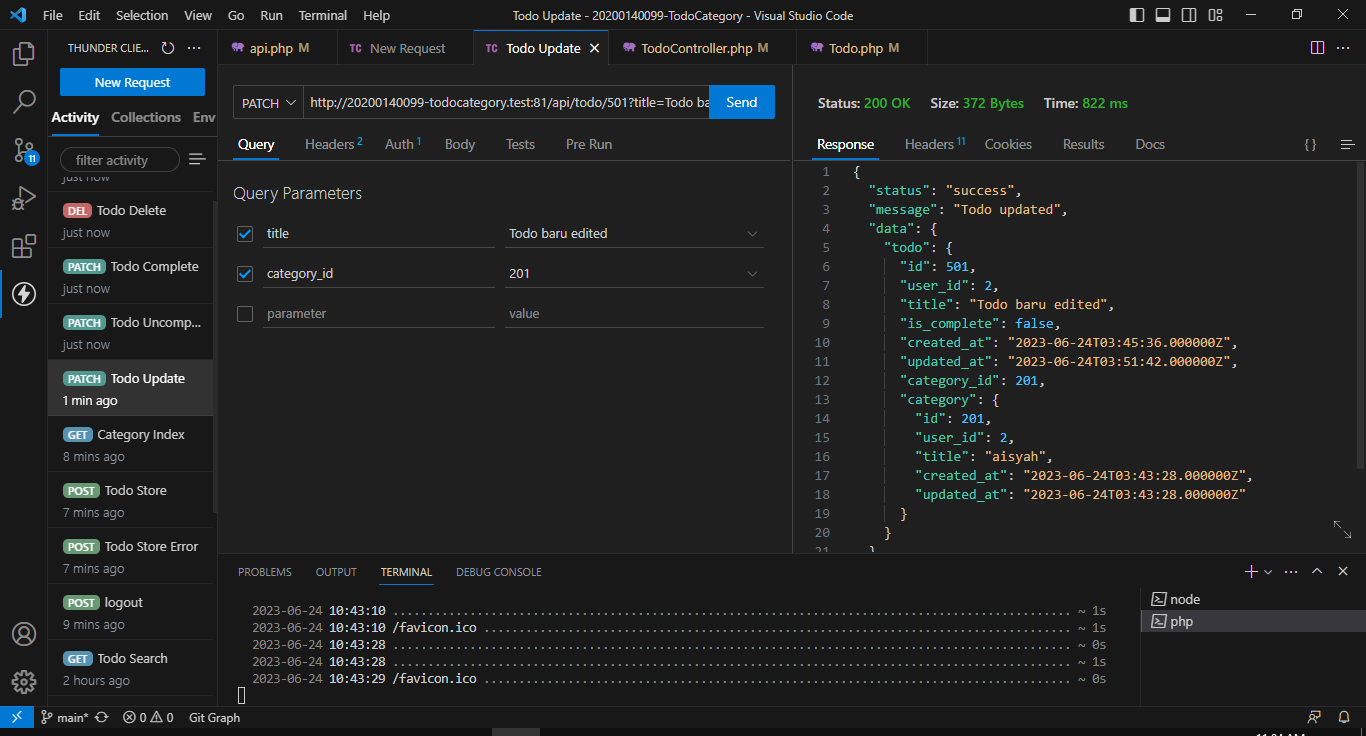 File Edit Selection View Go Run Terminal Help Todo Update - 20200140099-TodoCategory - Visual Studio Code
THUNDER CLIE...
api.php M
TC New Request
TC Todo Update
TodoController.php M
Todo.php M
New Request
Activity Collections Env
filter activity
just now
DEL Todo Delete
just now
PATCH Todo Complete
just now
PATCH Todo Uncomp...
just now
PATCH Todo Update
1 min ago
GET Category Index
8 mins ago
POST Todo Store
7 mins ago
POST Todo Store Error
7 mins ago
POST logout
9 mins ago
GET Todo Search
2 hours ago
11
PATCH http://20200140099-todocategory.test:81/api/todo/501?title=Todo ba Send
Query Headers 2 Auth 1 Body Tests Pre Run
Query Parameters
title Todo baru edited
category_id 201
parameter value
Status: 200 OK Size: 372 Bytes Time: 822 ms
Response Headers 11 Cookies Results Docs { }
1 {
2 "status": "success",
3 "message": "Todo updated",
4 "data": {
5 "todo": {
6 "id": 501,
7 "user_id": 2,
8 "title": "Todo baru edited",
9 "is_complete": false,
10 "created_at": "2023-06-24T03:45:36.000000Z",
11 "updated_at": "2023-06-24T03:51:42.000000Z",
12 "category_id": 201,
13 "category": {
14 "id": 201,
15 "user_id": 2,
16 "title": "aisyah",
17 "created_at": "2023-06-24T03:43:28.000000Z",
18 "updated_at": "2023-06-24T03:43:28.000000Z"
19 }
20 }
21 }
PROBLEMS OUTPUT TERMINAL DEBUG CONSOLE
2023-06-24 10:43:10 ................................................................ ~ 1s
2023-06-24 10:43:10 /favicon.ico ................................................................ ~ 1s
2023-06-24 10:43:28 ................................................................ ~ 0s
2023-06-24 10:43:28 ................................................................ ~ 1s
2023-06-24 10:43:29 /favicon.ico ................................................................ ~ 0s
node
php
main* 0 0 Git Graph